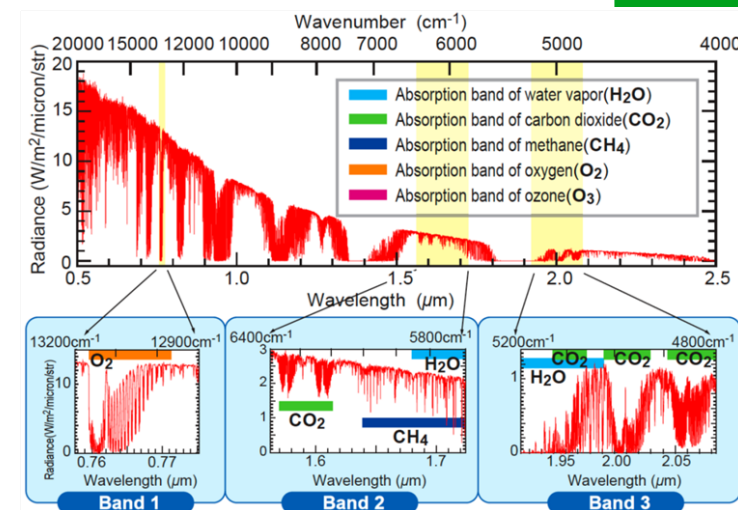 Wavenumber (cm-1)
20000 15000 12000 10000 8000 7000 6000 5000 4000
Radiance (W/m2/micron/str)
20
15
10
5
0
Absorption band of water vapor(H2O)
Absorption band of carbon dioxide(CO2)
Absorption band of methane(CH4)
Absorption band of oxygen(O2)
Absorption band of ozone(O3)
0.5 1.0 1.5 2.0 2.5
Wavelength (μm)
13200cm-1 12900cm-1
O2
Radiance(W/m2/micron/str)
10
0
0.76 0.77
Wavelength (μm)
Band 1
6400cm-1 5800cm-1
3
2
1
0
H2O
CO2
CH4
1.6 1.7
Wavelength (μm)
Band 2
5200cm-1 4800cm-1
1
0
CO2 CO2 CO2
H2O
1.95 2.00 2.05
Wavelength (μm)
Band 3